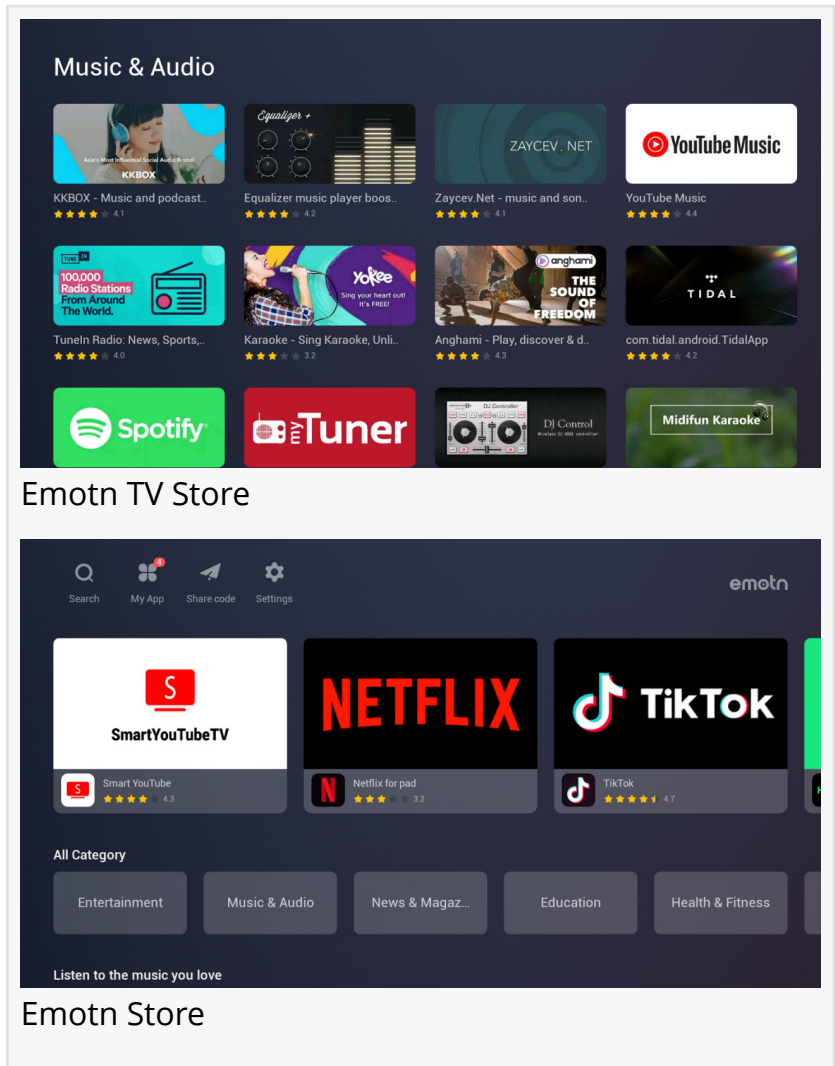 Music & Audio
Asia's Most Influential Social Audio Brand!
KKBOX
Equalizer +
ZAYCEV.NET
YouTube Music
KKBOX - Music and podcast..
Equalizer music player boos..
Zaycev.Net - music and son..
YouTube Music
4.1
4.2
4.1
4.4
TUNE IN
100,000
Radio Stations
From Around
The World.
Yokee
Sing your heart out!
It's FREE!
anghami
THE
SOUND
OF
FREEDOM
TIDAL
TuneIn Radio: News, Sports,..
Karaoke - Sing Karaoke, Unli..
Anghami - Play, discover & d..
com.tidal.android.TidalApp
4.0
3.2
4.3
4.2
Spotify
myTuner
DJ Controller
DJ Control
Wireless DJ MIDI controller
Midifun Karaoke
Emotn TV Store
4
Search
My App
Share code
Settings
emotn
S
SmartYouTubeTV
NETFLIX
TikTok
S
Smart YouTube
4.3
N
Netflix for pad
3.2
TikTok
4.7
H
All Category
Entertainment
Music & Audio
News & Magaz...
Education
Health & Fitness
Listen to the music you love
Emotn Store